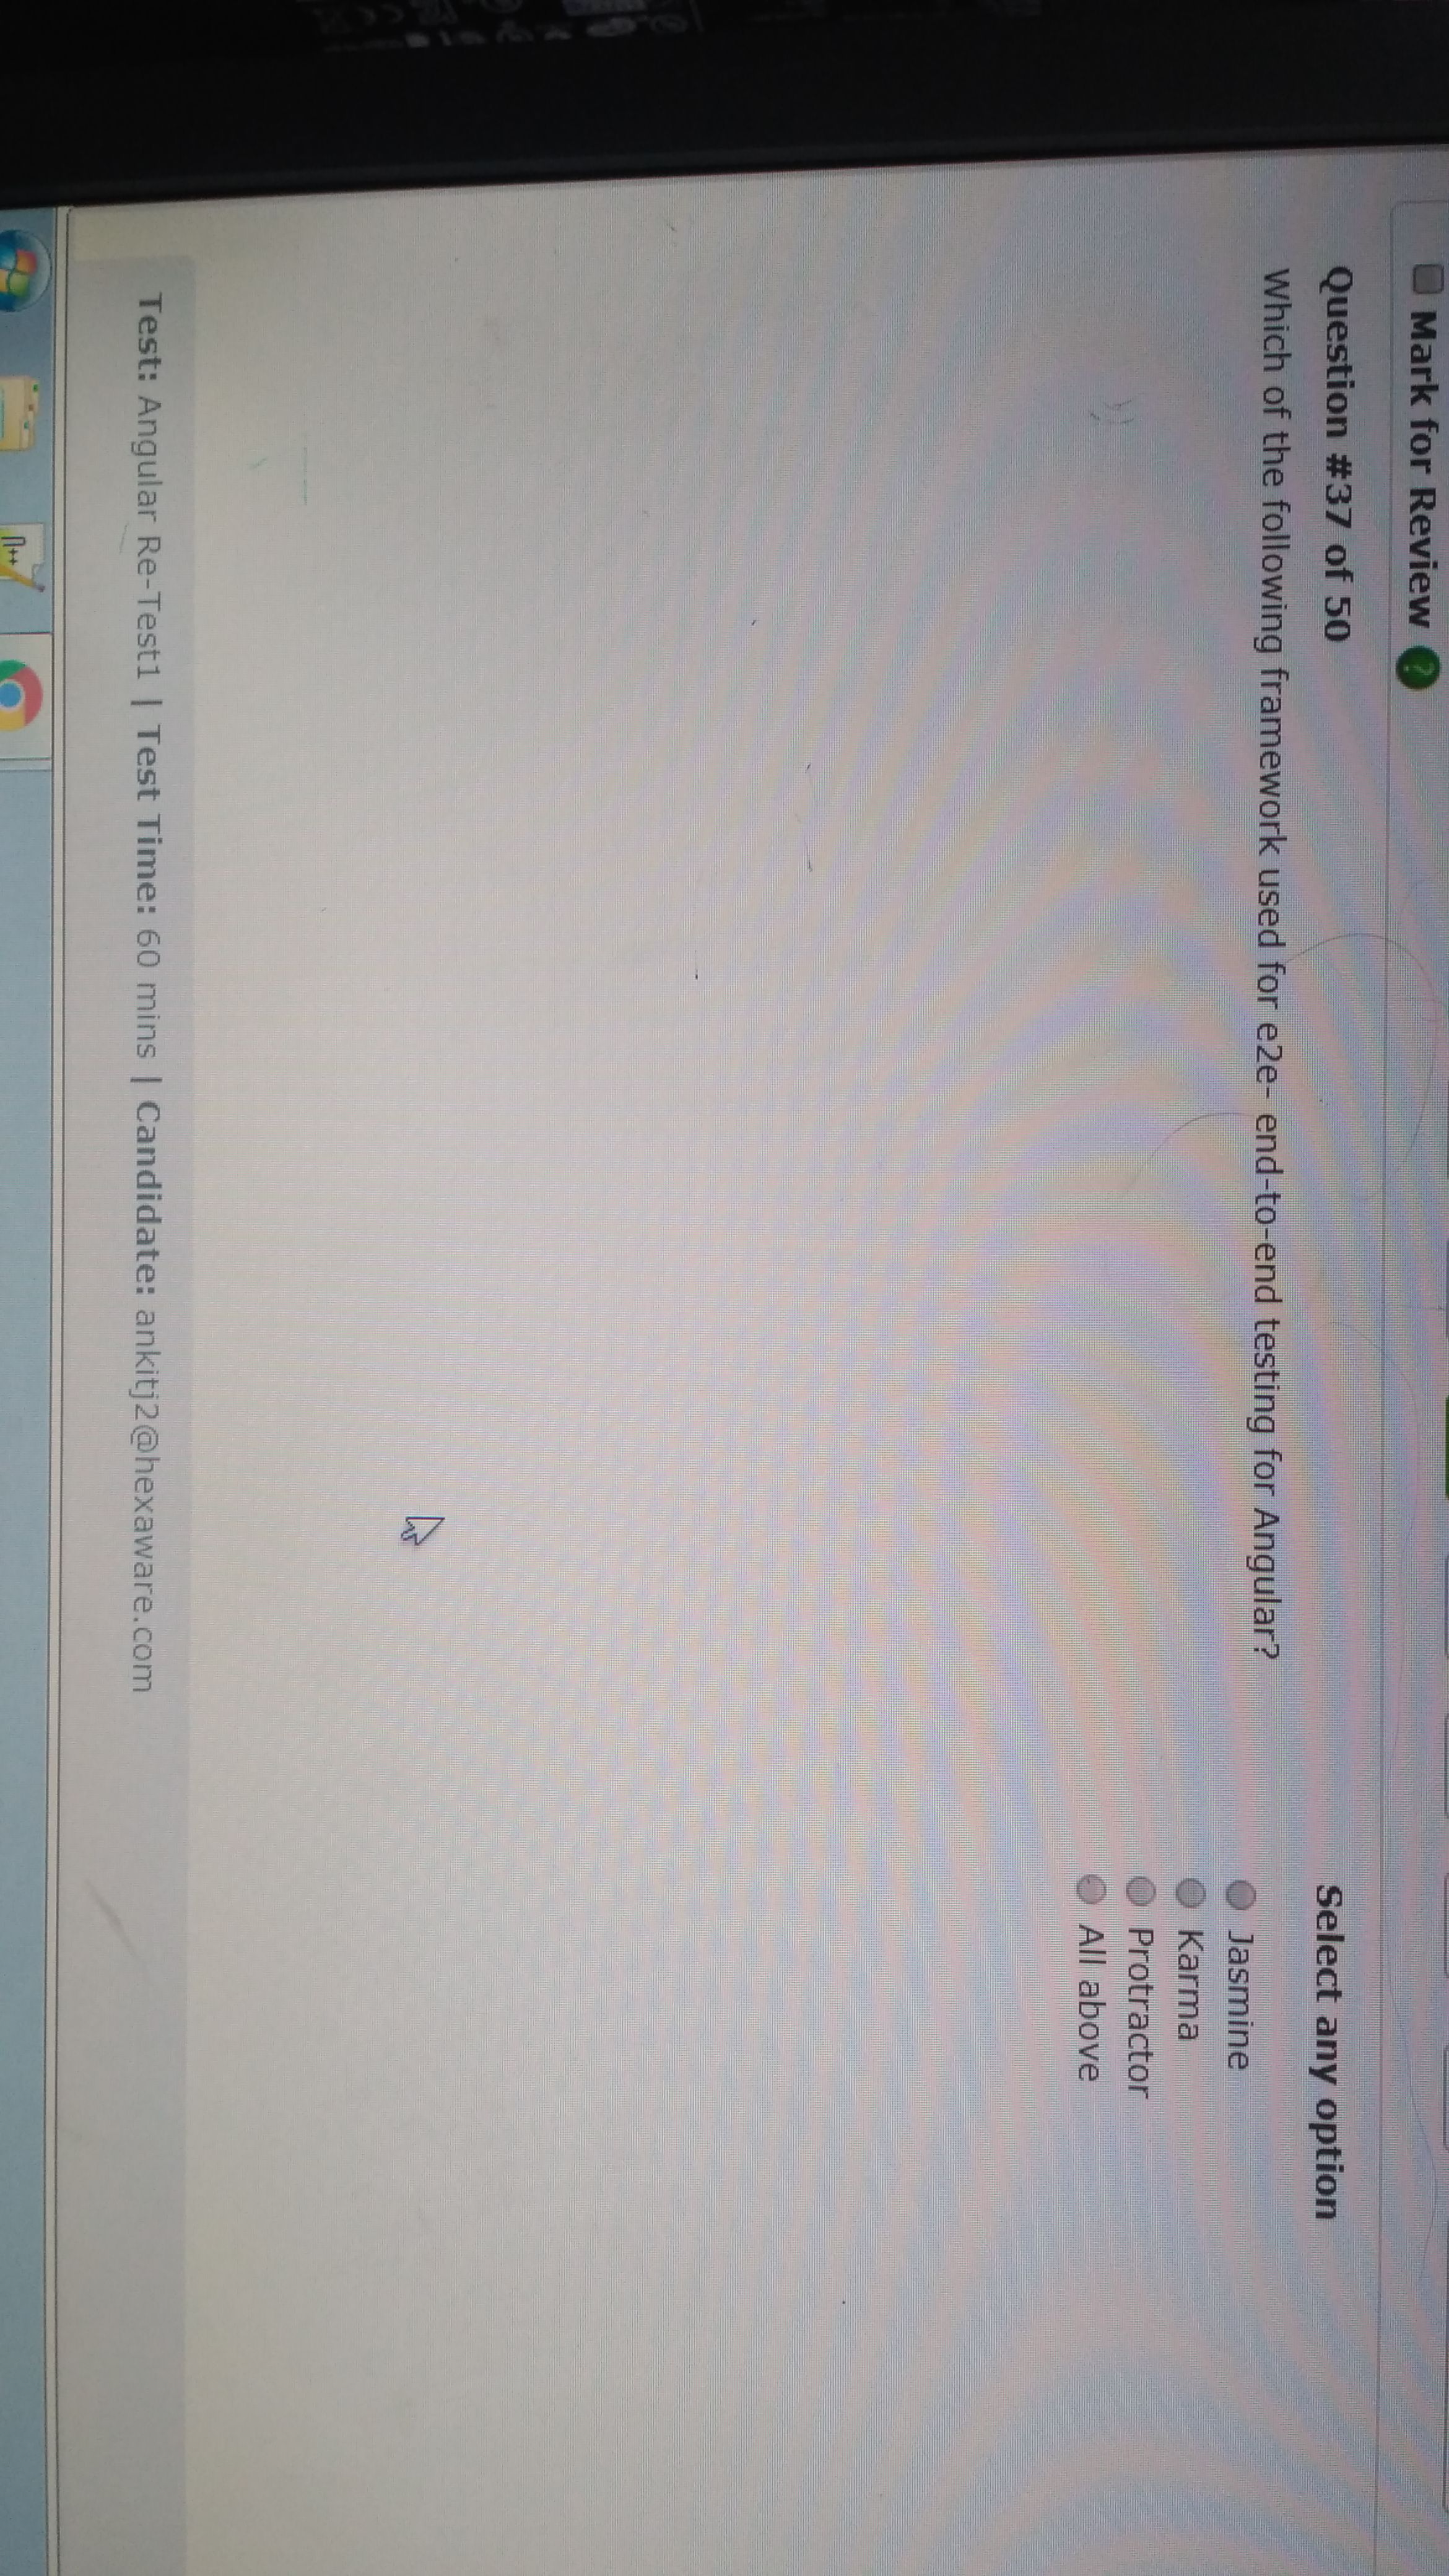 Mark for Review ?
Question #37 of 50
Select any option
Which of the following framework used for e2e- end-to-end testing for Angular?
Jasmine
Karma
Protractor
All above
Test: Angular Re-Test1 | Test Time: 60 mins | Candidate: ankitj2@hexaware.com